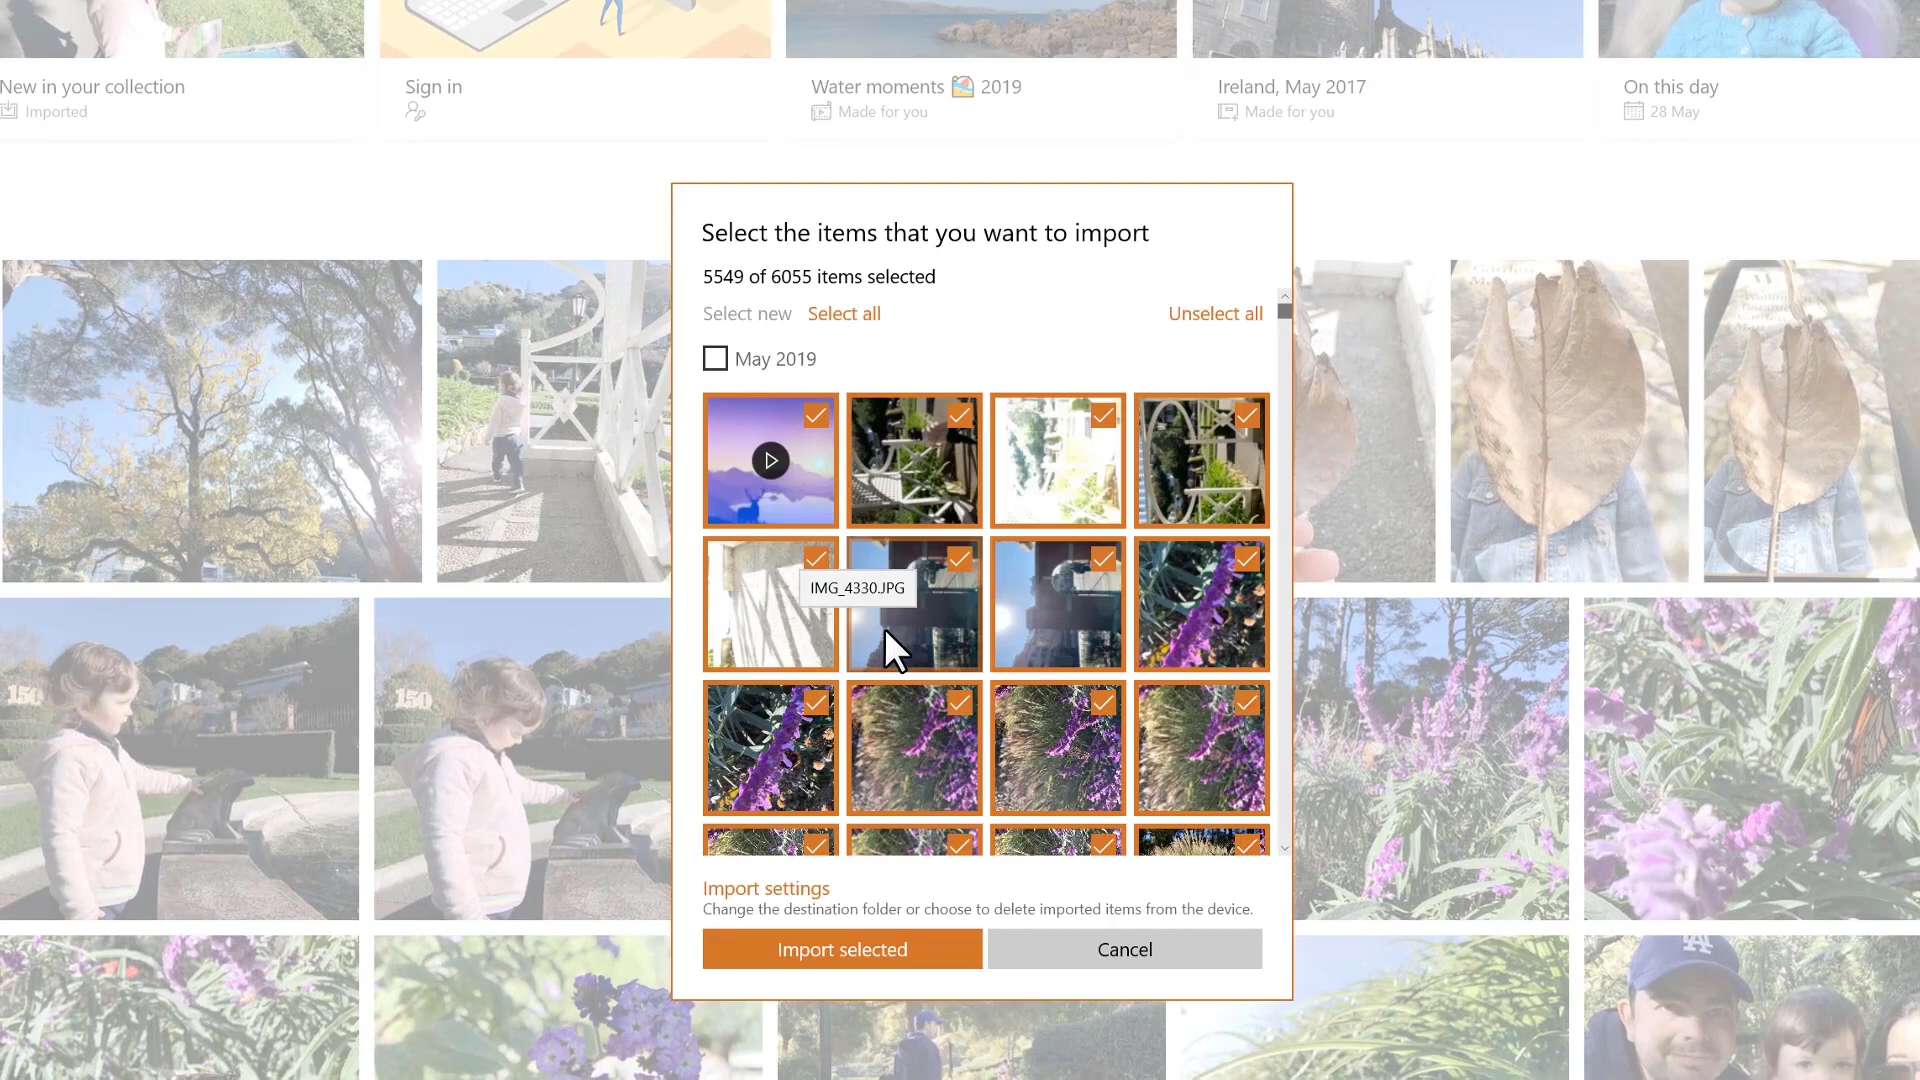 New in your collection
Imported
Sign in
Water moments 🏖️ 2019
Made for you
Ireland, May 2017
Made for you
On this day
28 May
Select the items that you want to import
5549 of 6055 items selected
Select new Select all Unselect all
May 2019
IMG_4330.JPG
Import settings
Change the destination folder or choose to delete imported items from the device.
Import selected Cancel
150
150
LA